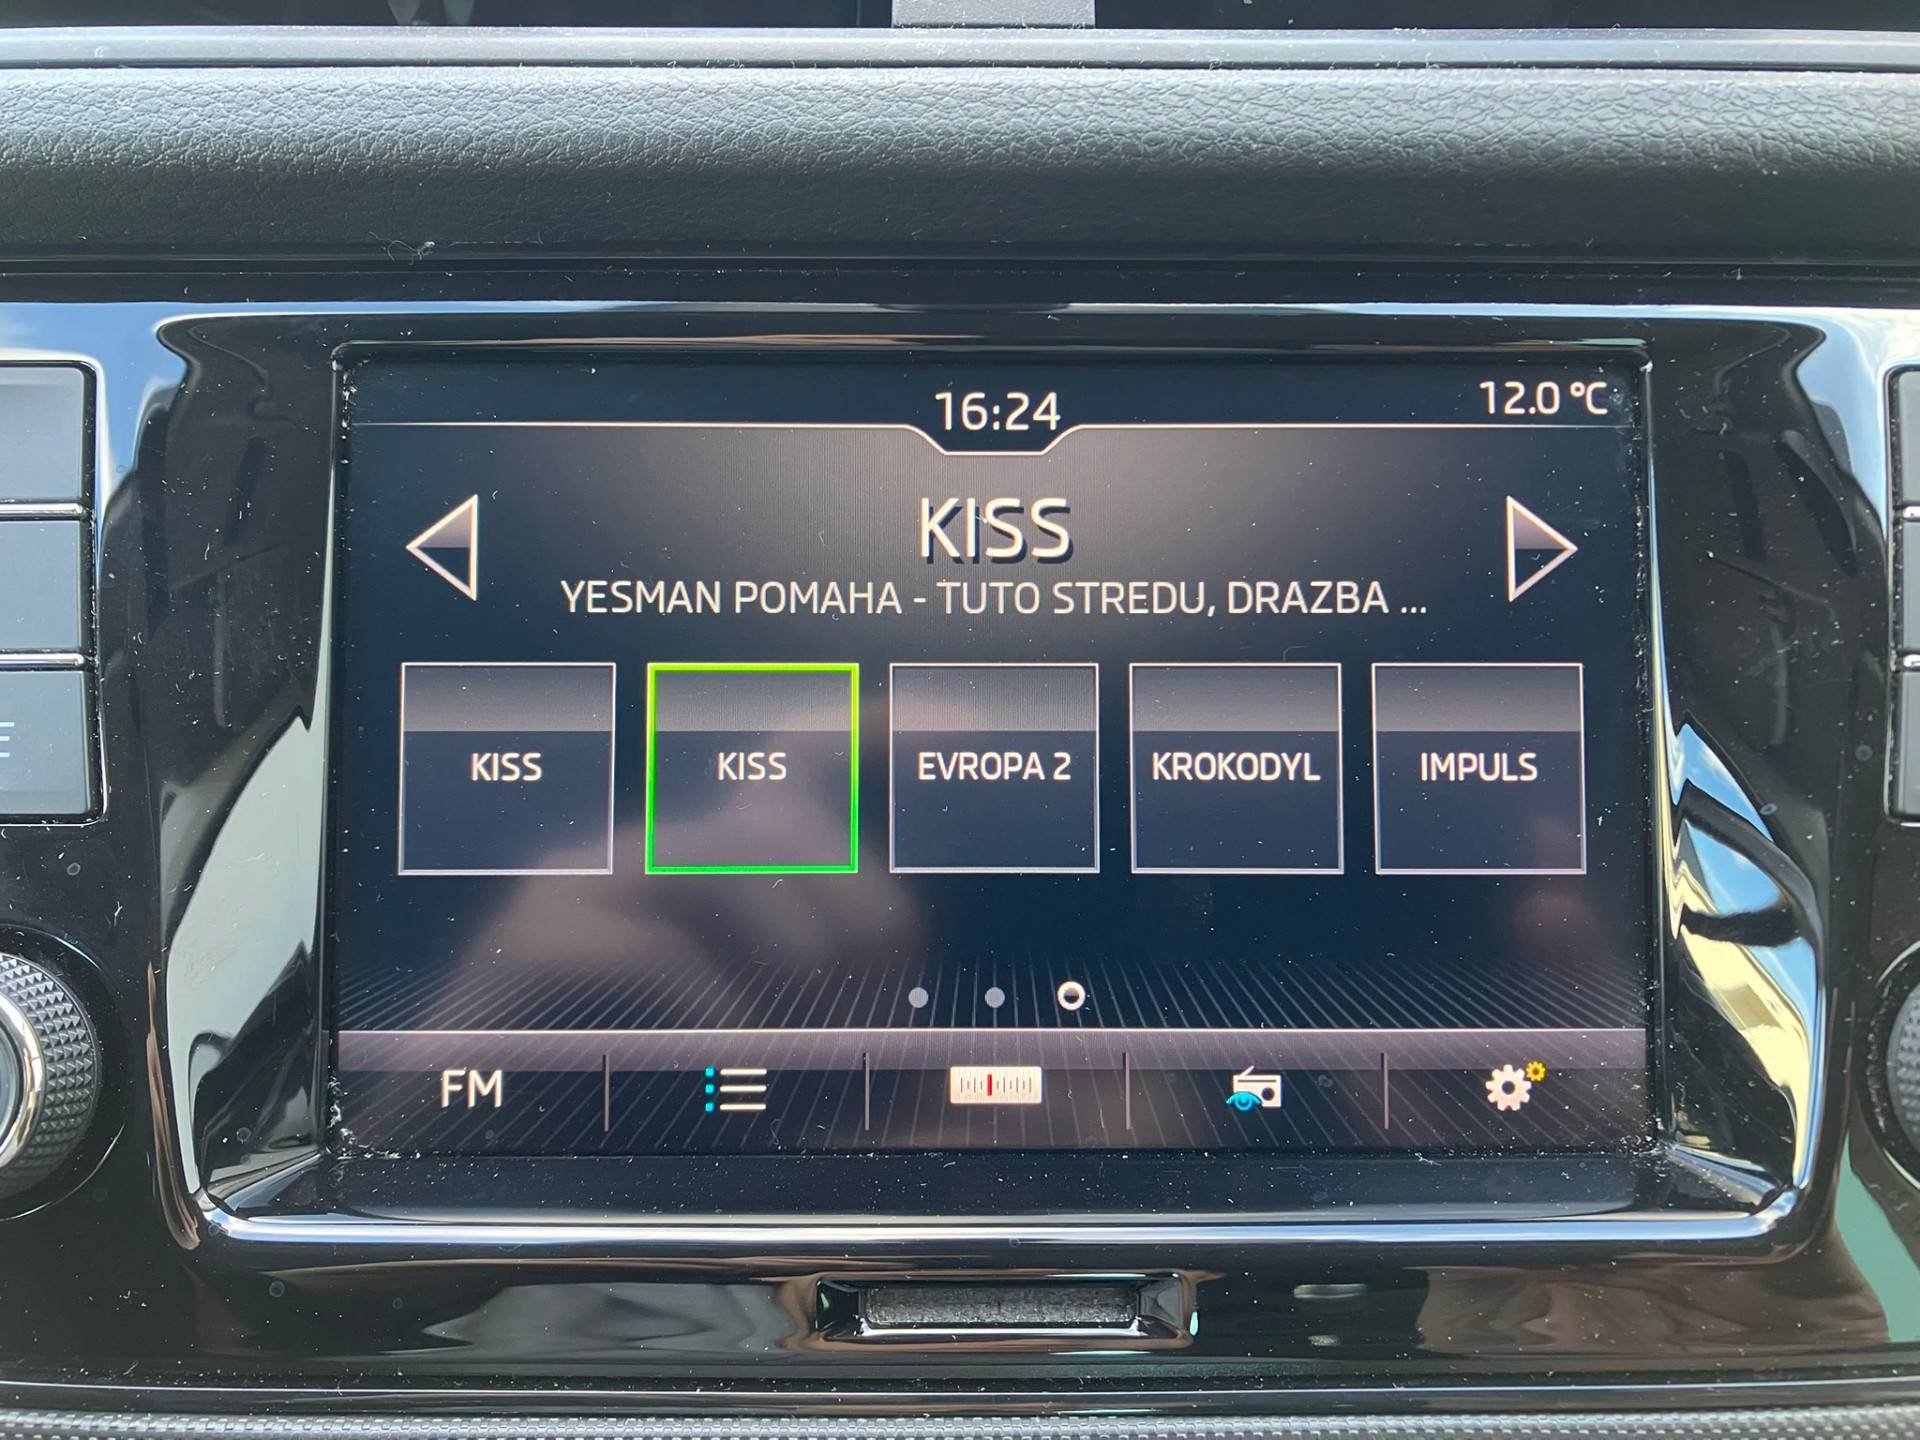 16:24
12.0 °C
KISS
YESMAN POMAHA - TUTO STREDU, DRAZBA ...
KISS
KISS
EVROPA 2
KROKODYL
IMPULS
FM